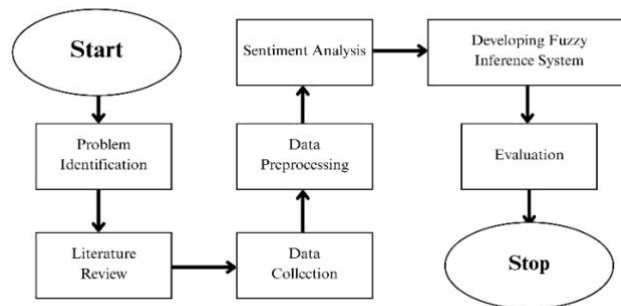 Start
Problem
Identification
Literature
Review
Data
Collection
Data
Preprocessing
Sentiment Analysis
Developing Fuzzy
Inference System
Evaluation
Stop